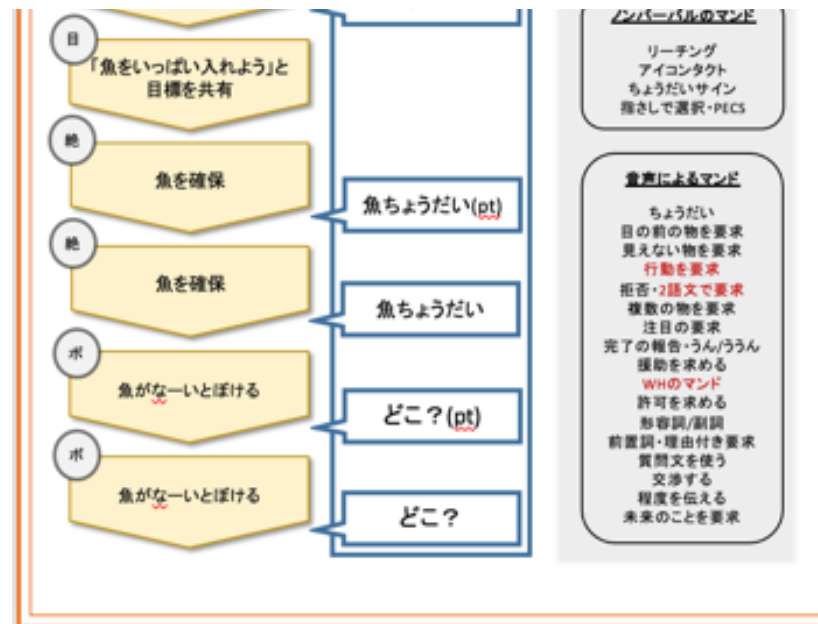 目
「魚をいっぱい入れよう」と
目標を共有
絶
魚を確保
魚ちょうだい(pt)
絶
魚を確保
魚ちょうだい
ボ
魚がなーいとぼける
どこ？(pt)
ボ
魚がなーいとぼける
どこ？
ノンバーバルのマンド
リーチング
アイコンタクト
ちょうだいサイン
指さしで選択・PECS
音声によるマンド
ちょうだい
目の前の物を要求
見えない物を要求
行動を要求
拒否・2語文で要求
複数の物を要求
注目の要求
完了の報告・うん/ううん
援助を求める
WHのマンド
許可を求める
形容詞/副詞
前置詞・理由付き要求
質問文を使う
交渉する
程度を伝える
未来のことを要求